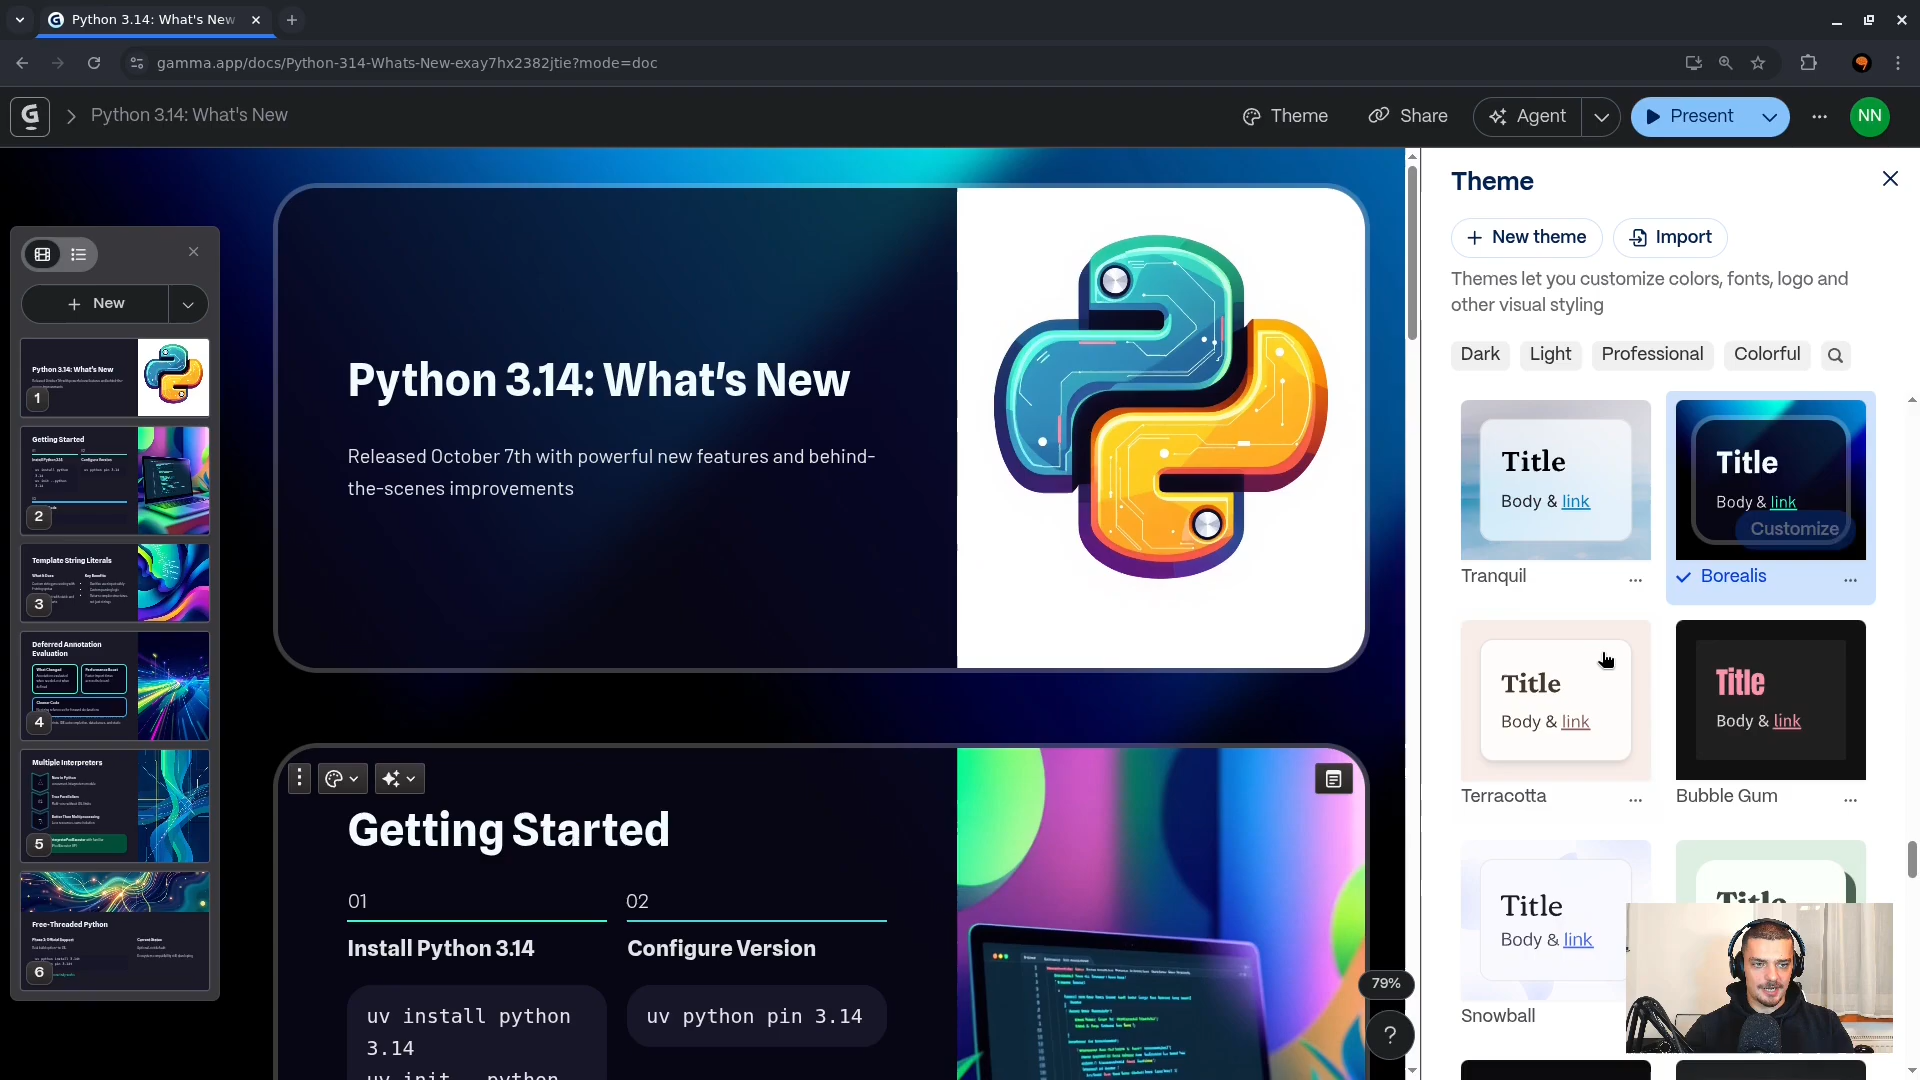 Python 3.14: What's New
gamma.app/docs/Python-314-Whats-New-exay7hx2382jtie?mode=doc
Python 3.14: What's New
Theme
Share
Agent
Present
NN
New
Python 3.14: What's New
1
Getting Started
2
Template String Literals
3
Deferred Annotation
Evaluation
4
Multiple Interpreters
5
Free-Threaded Python
6
Python 3.14: What's New
Released October 7th with powerful new features and behind-
the-scenes improvements
Getting Started
01
02
Install Python 3.14
Configure Version
uv install python
3.14
uv python pin 3.14
79%
?
Theme
New theme
Import
Themes let you customize colors, fonts, logo and
other visual styling
Dark
Light
Professional
Colorful
Title
Body & link
Tranquil
Title
Body & link
Customize
Borealis
Title
Body & link
Terracotta
Title
Body & link
Bubble Gum
Title
Body & link
Snowball
Title